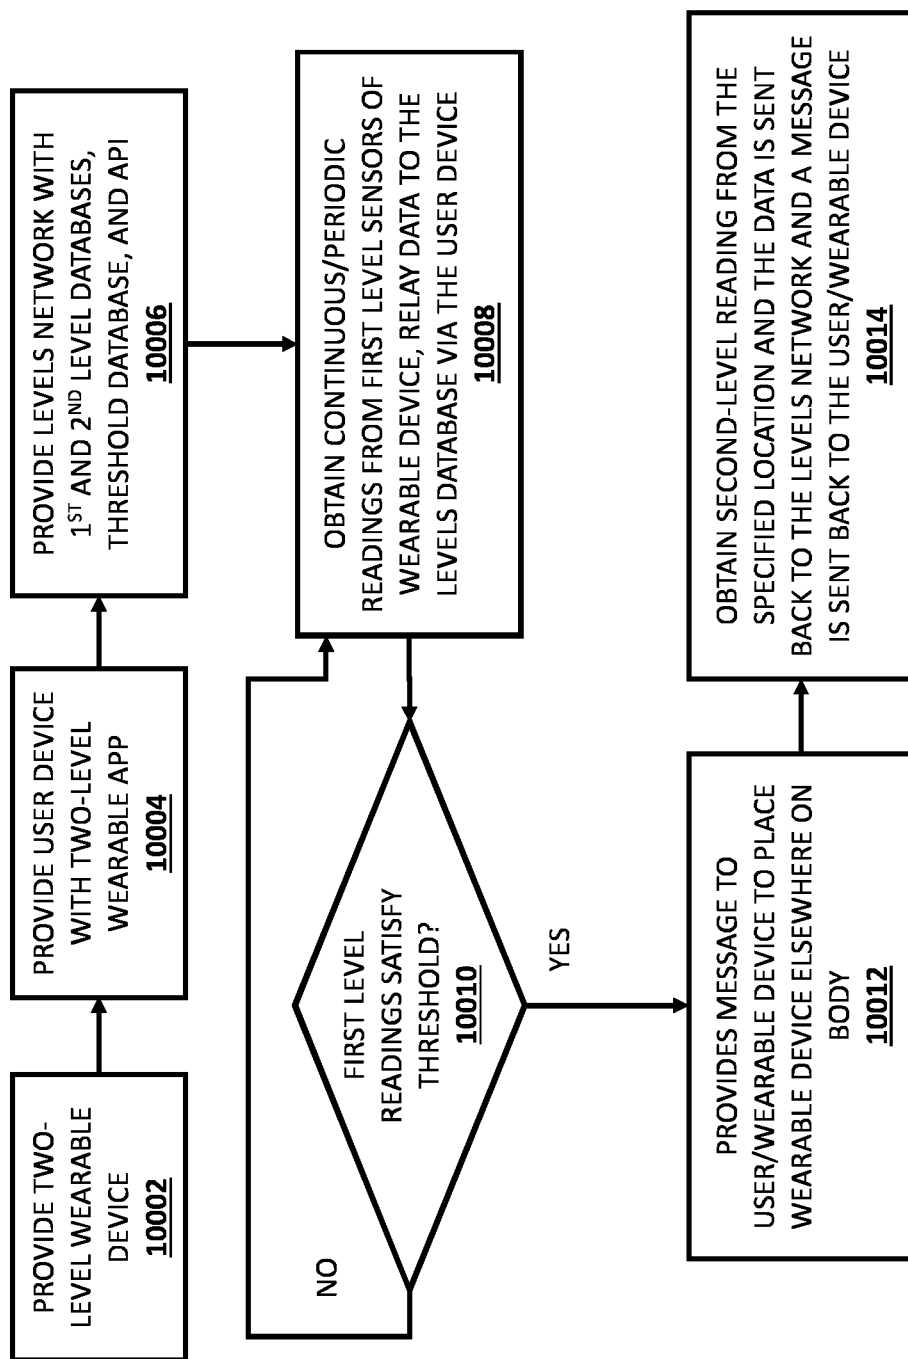 PROVIDE TWO-
LEVEL WEARABLE
DEVICE
10002
PROVIDE USER DEVICE
WITH TWO-LEVEL
WEARABLE APP
10004
PROVIDE LEVELS NETWORK WITH
1ST AND 2ND LEVEL DATABASES,
THRESHOLD DATABASE, AND API
10006
OBTAIN CONTINUOUS/PERIODIC
READINGS FROM FIRST LEVEL SENSORS OF
WEARABLE DEVICE, RELAY DATA TO THE
LEVELS DATABASE VIA THE USER DEVICE
10008
FIRST LEVEL
READINGS SATISFY
THRESHOLD?
10010
NO
YES
PROVIDES MESSAGE TO
USER/WEARABLE DEVICE TO PLACE
WEARABLE DEVICE ELSEWHERE ON
BODY
10012
OBTAIN SECOND-LEVEL READING FROM THE
SPECIFIED LOCATION AND THE DATA IS SENT
BACK TO THE LEVELS NETWORK AND A MESSAGE
IS SENT BACK TO THE USER/WEARABLE DEVICE
10014